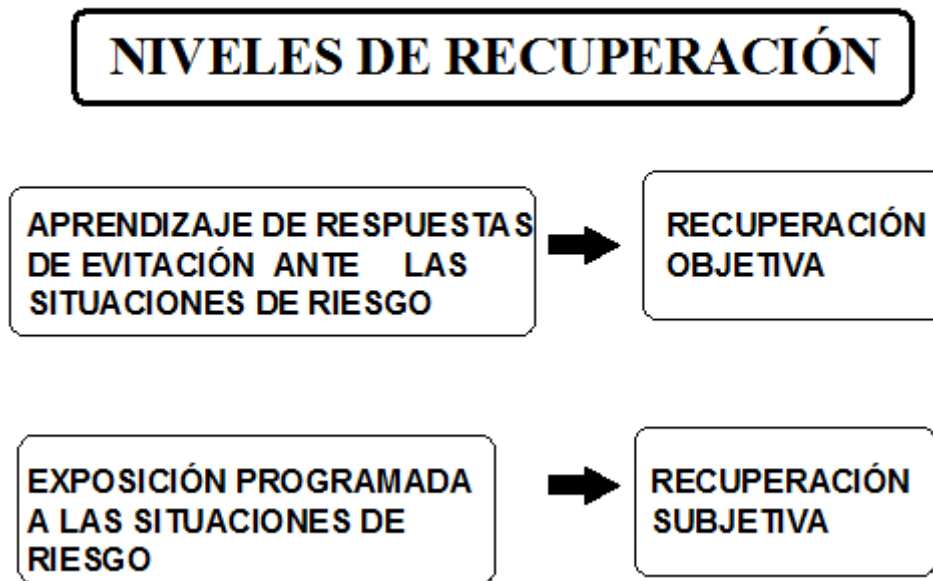 NIVELES DE RECUPERACIÓN
APRENDIZAJE DE RESPUESTAS
DE EVITACIÓN ANTE LAS
SITUACIONES DE RIESGO
RECUPERACIÓN
OBJETIVA
EXPOSICIÓN PROGRAMADA
A LAS SITUACIONES DE
RIESGO
RECUPERACIÓN
SUBJETIVA